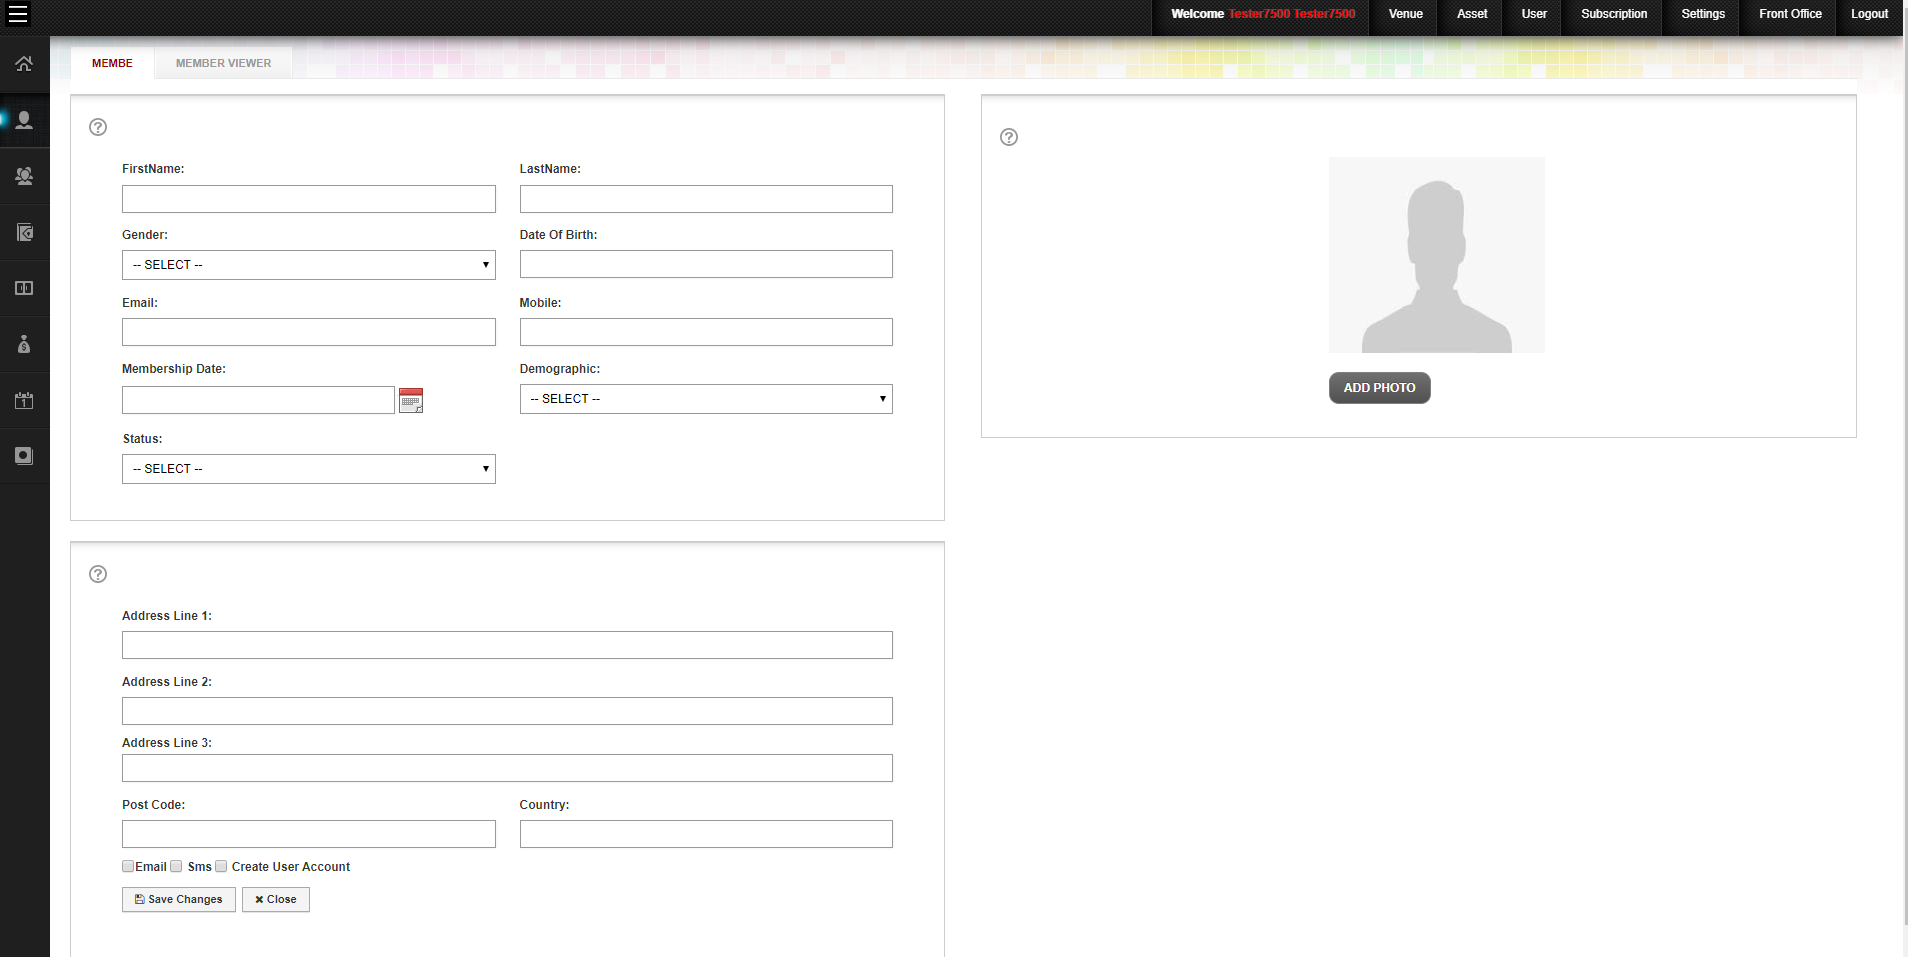 Welcome Tester7500 Tester7500 Venue Asset User Subscription Settings Front Office Logout
MEMBE MEMBER VIEWER
FirstName: LastName:
Gender: Date Of Birth:
-- SELECT --
Email: Mobile:
Membership Date: Demographic:
-- SELECT --
Status:
-- SELECT --
ADD PHOTO
Address Line 1:
Address Line 2:
Address Line 3:
Post Code: Country:
Email Sms Create User Account
Save Changes Close